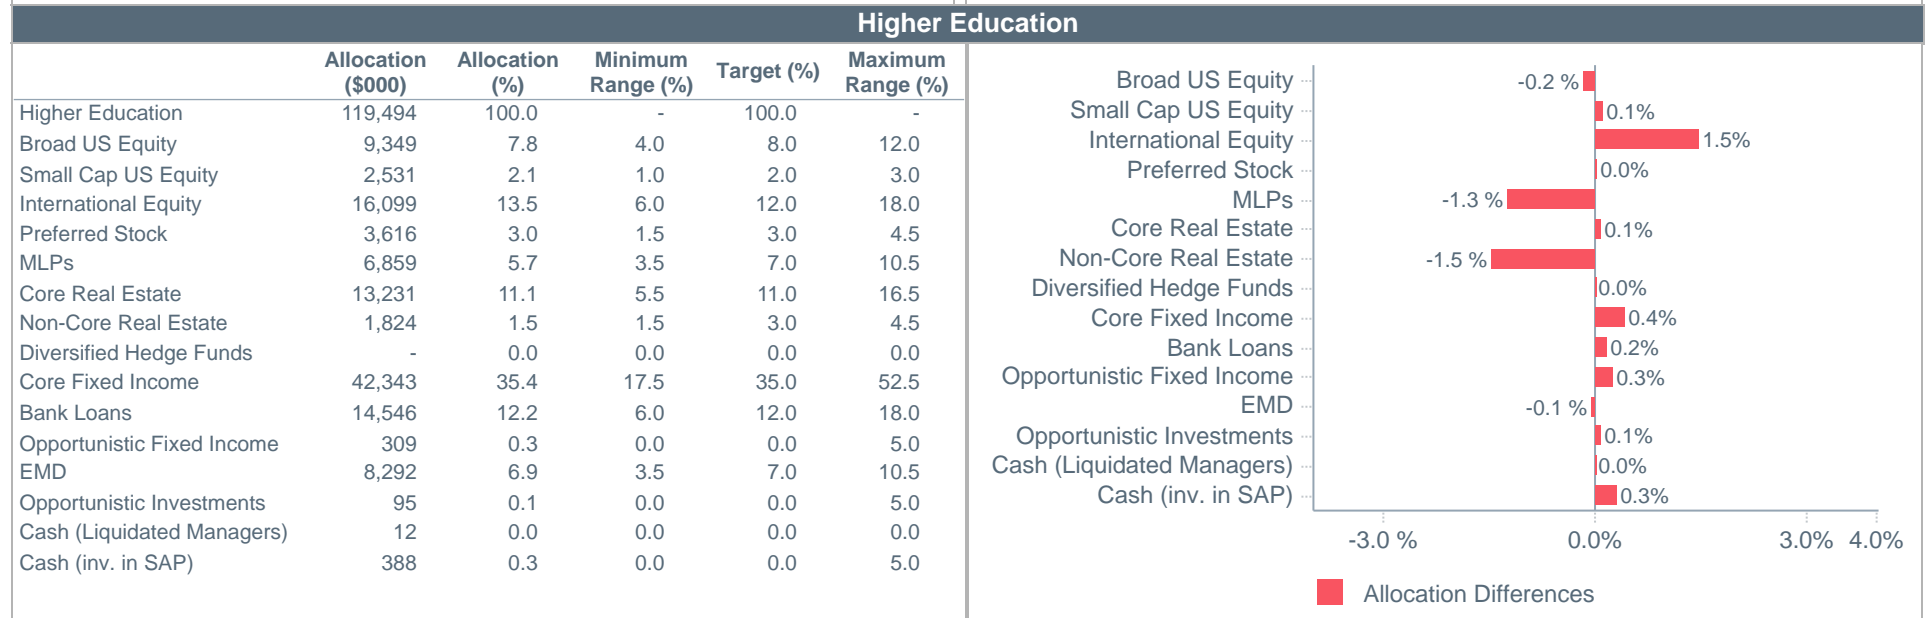 Higher Education
Allocation ($000) Allocation (%) Minimum Range (%) Target (%) Maximum Range (%)
Higher Education 119,494 100.0 - 100.0 -
Broad US Equity 9,349 7.8 4.0 8.0 12.0
Small Cap US Equity 2,531 2.1 1.0 2.0 3.0
International Equity 16,099 13.5 6.0 12.0 18.0
Preferred Stock 3,616 3.0 1.5 3.0 4.5
MLPs 6,859 5.7 3.5 7.0 10.5
Core Real Estate 13,231 11.1 5.5 11.0 16.5
Non-Core Real Estate 1,824 1.5 1.5 3.0 4.5
Diversified Hedge Funds - 0.0 0.0 0.0 0.0
Core Fixed Income 42,343 35.4 17.5 35.0 52.5
Bank Loans 14,546 12.2 6.0 12.0 18.0
Opportunistic Fixed Income 309 0.3 0.0 0.0 5.0
EMD 8,292 6.9 3.5 7.0 10.5
Opportunistic Investments 95 0.1 0.0 0.0 5.0
Cash (Liquidated Managers) 12 0.0 0.0 0.0 0.0
Cash (inv. in SAP) 388 0.3 0.0 0.0 5.0
Broad US Equity -0.2 %
Small Cap US Equity 0.1%
International Equity 1.5%
Preferred Stock 0.0%
MLPs -1.3 %
Core Real Estate 0.1%
Non-Core Real Estate -1.5 %
Diversified Hedge Funds 0.0%
Core Fixed Income 0.4%
Bank Loans 0.2%
Opportunistic Fixed Income 0.3%
EMD -0.1 %
Opportunistic Investments 0.1%
Cash (Liquidated Managers) 0.0%
Cash (inv. in SAP) 0.3%
-3.0 % 0.0% 3.0% 4.0%
Allocation Differences